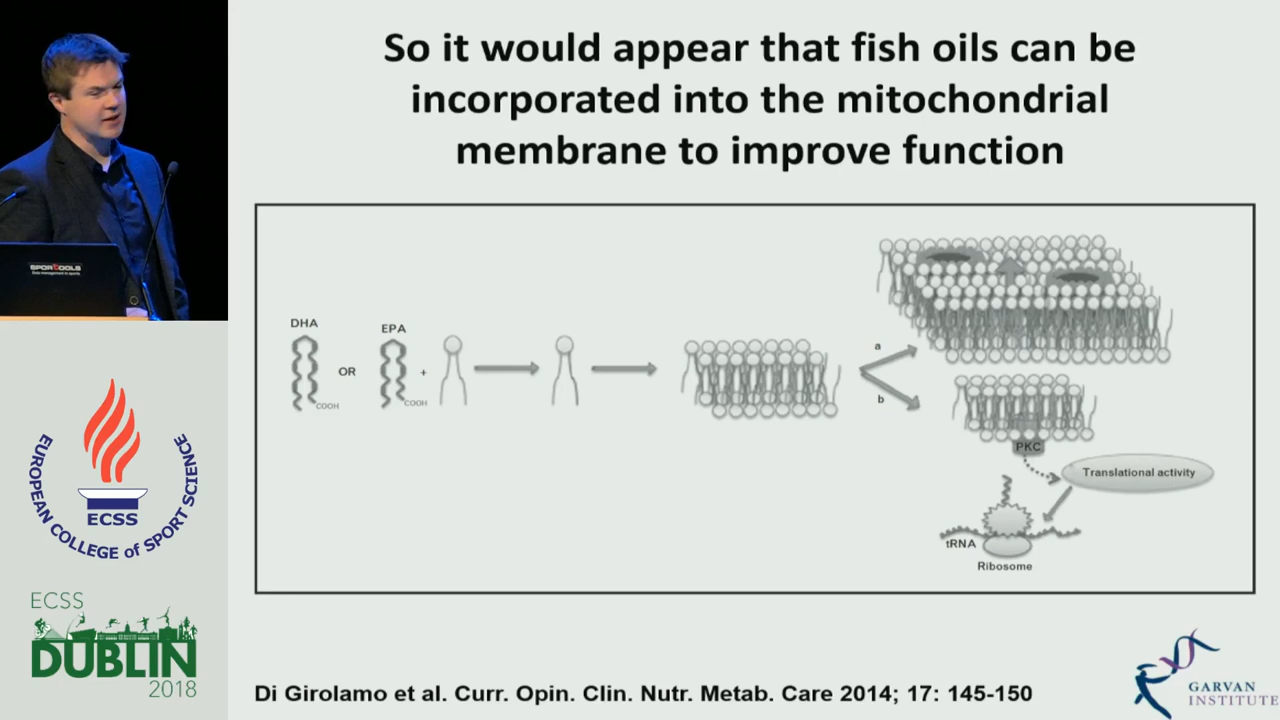 So it would appear that fish oils can be
incorporated into the mitochondrial
membrane to improve function
DHA
OR
EPA
+
COOH
COOH
a
b
PKC
Translational activity
tRNA
Ribosome
Di Girolamo et al. Curr. Opin. Clin. Nutr. Metab. Care 2014; 17: 145-150
GARVAN
INSTITUTE
EUROPEAN COLLEGE of SPORT SCIENCE
ECSS
ECSS
DUBLIN
2018